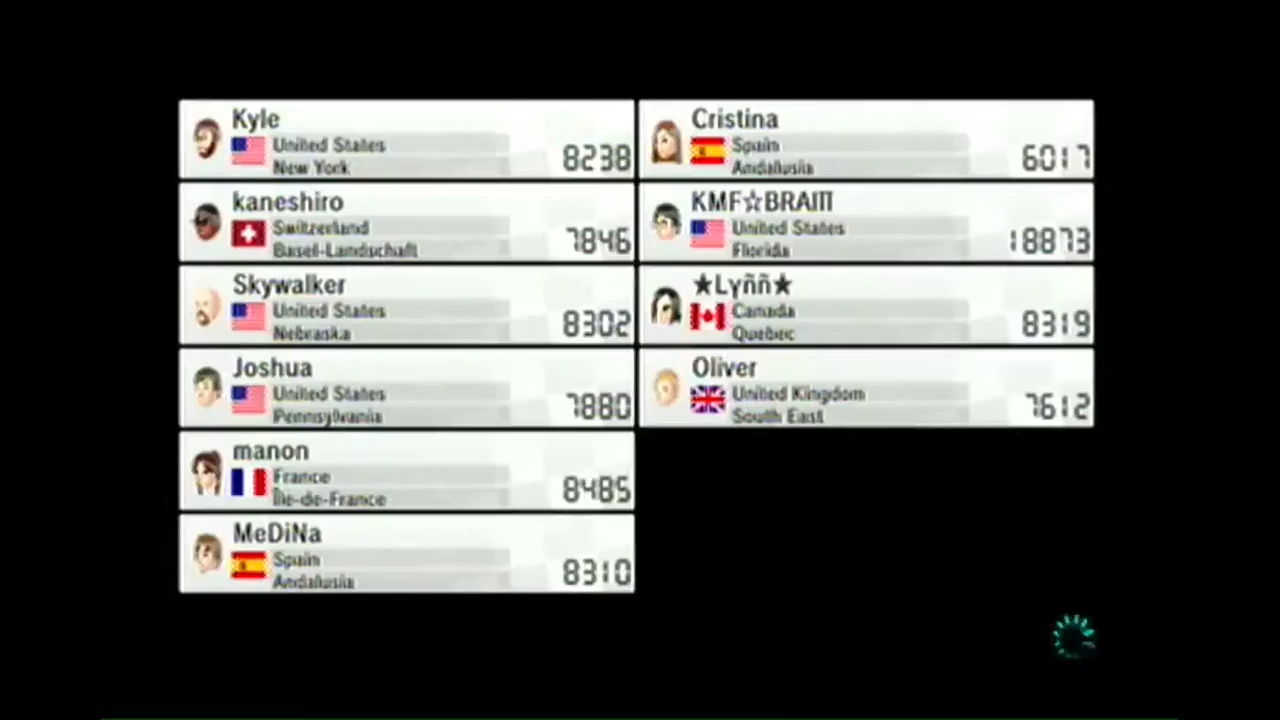 Kyle
United States
New York
8238
kaneshiro
Switzerland
Basel-Landschaft
7846
Skywalker
United States
Nebraska
8302
Joshua
United States
Pennsylvania
7880
manon
France
Île-de-France
8485
MeDiNa
Spain
Andalusia
8310
Cristina
Spain
Andalusia
6017
KMF☆BRAIΠ
United States
Florida
18873
★Lγññ★
Canada
Quebec
8319
Oliver
United Kingdom
South East
7612